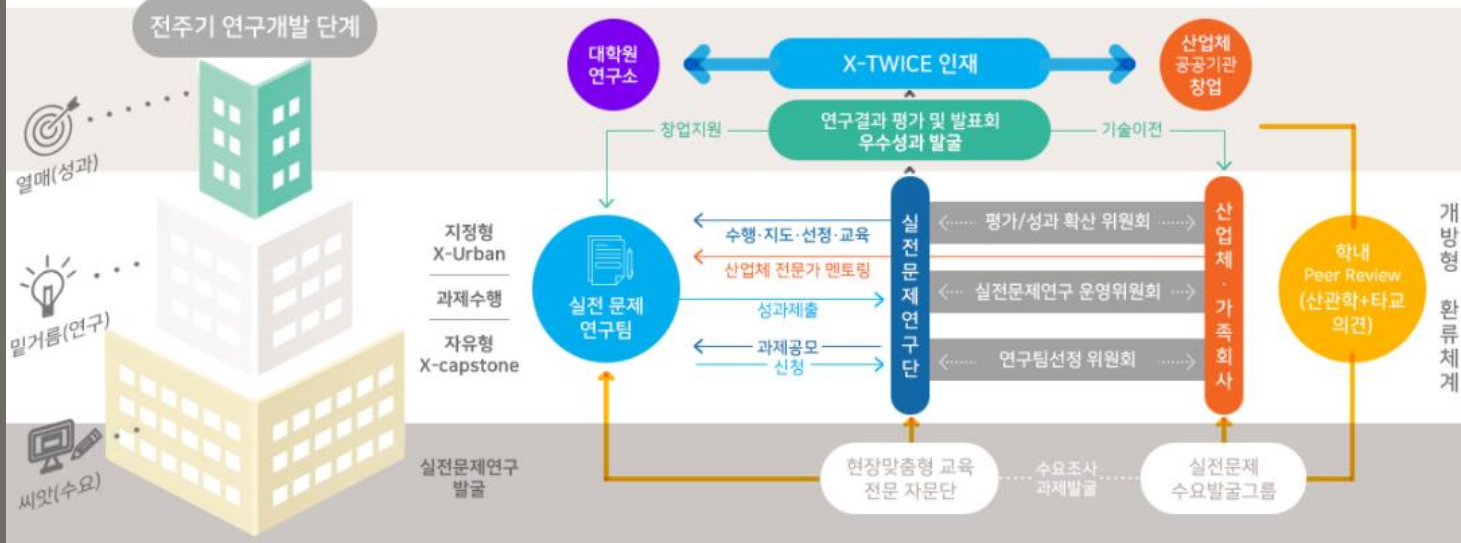 전주기 연구개발 단계
열매(성과)
밑거름(연구)
씨앗(수요)
대학원
연구소
X-TWICE 인재
산업체
공공기관
창업
창업지원
연구결과 평가 및 발표회
우수성과 발굴
기술이전
지정형
X-Urban
과제수행
자유형
X-capstone
실전문제연구
발굴
실전 문제
연구팀
수행·지도·선정·교육
산업체 전문가 멘토링
성과제출
과제공모
신청
실전문제연구단
평가/성과 확산 위원회
실전문제연구 운영위원회
연구팀선정 위원회
산업체·가족회사
학내
Peer Review
(산관학+타교
의견)
개방형 환류체계
현장맞춤형 교육
전문 자문단
수요조사
과제발굴
실전문제
수요발굴그룹